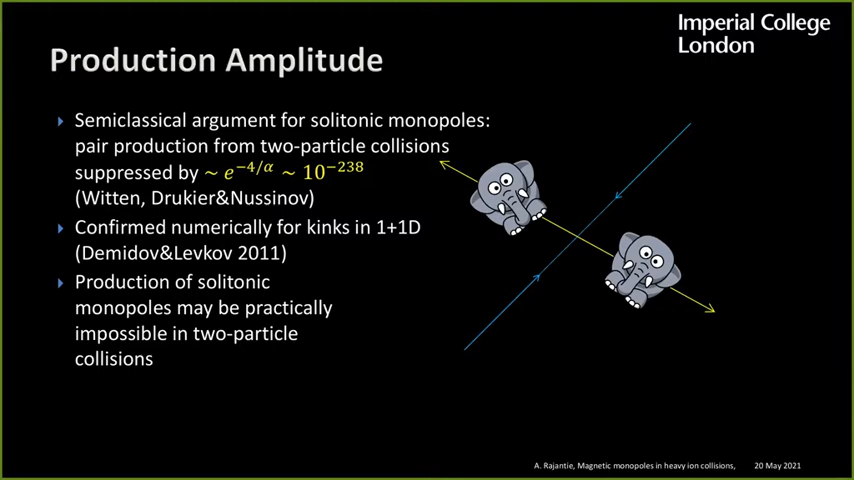 Imperial College
London
Production Amplitude
Semiclassical argument for solitonic monopoles:
pair production from two-particle collisions
suppressed by ~ e^{−4/α} ~ 10^{−238}
(Witten, Drukier&Nussinov)
Confirmed numerically for kinks in 1+1D
(Demidov&Levkov 2011)
Production of solitonic
monopoles may be practically
impossible in two-particle
collisions
A. Rajantie, Magnetic monopoles in heavy ion collisions, 20 May 2021